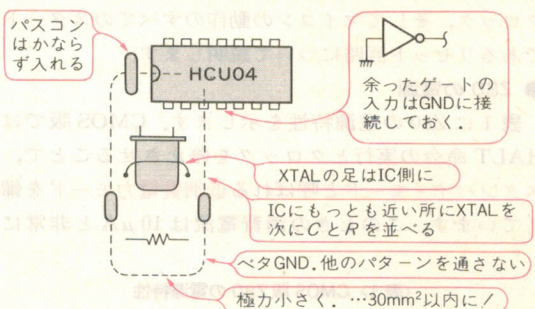 パスコン
はかなら
ず入れる
HCU04
余ったゲートの
入力はGNDに接
続しておく.
XTALの足はIC側に
ICにもっとも近い所にXTALを
次にCやRを並べる
ベタGND.他のパターンを通さない
極力小さく.…30mm²以内に!